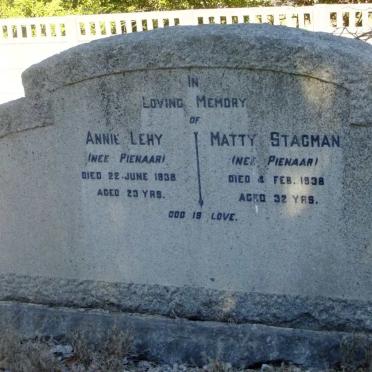 IN
LOVING MEMORY
OF
ANNIE LEHY
(NEE PIENAAR)
DIED 22 JUNE 1938
AGED 23 YRS.
MATTY STAGMAN
(NEE PIENAAR)
DIED 4 FEB. 1938
AGED 32 YRS.
GOD IS LOVE.